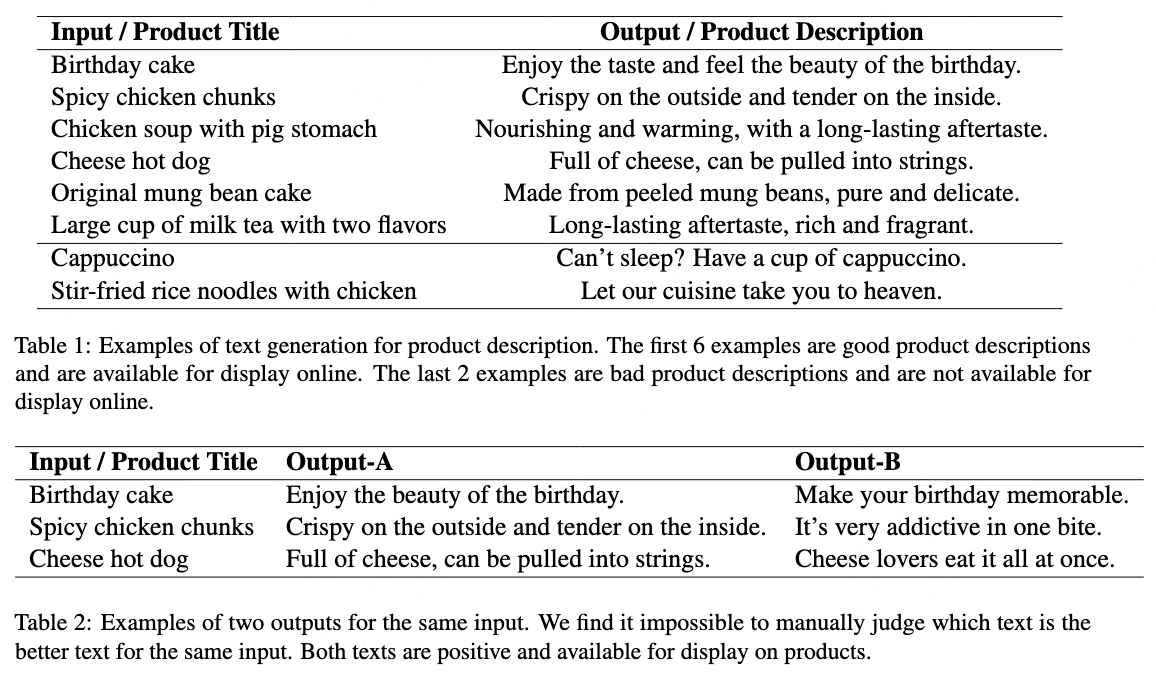 Input / Product Title Output / Product Description
Birthday cake Enjoy the taste and feel the beauty of the birthday.
Spicy chicken chunks Crispy on the outside and tender on the inside.
Chicken soup with pig stomach Nourishing and warming, with a long-lasting aftertaste.
Cheese hot dog Full of cheese, can be pulled into strings.
Original mung bean cake Made from peeled mung beans, pure and delicate.
Large cup of milk tea with two flavors Long-lasting aftertaste, rich and fragrant.
Cappuccino Can't sleep? Have a cup of cappuccino.
Stir-fried rice noodles with chicken Let our cuisine take you to heaven.
Table 1: Examples of text generation for product description. The first 6 examples are good product descriptions
and are available for display online. The last 2 examples are bad product descriptions and are not available for
display online.
Input / Product Title Output-A Output-B
Birthday cake Enjoy the beauty of the birthday. Make your birthday memorable.
Spicy chicken chunks Crispy on the outside and tender on the inside. It's very addictive in one bite.
Cheese hot dog Full of cheese, can be pulled into strings. Cheese lovers eat it all at once.
Table 2: Examples of two outputs for the same input. We find it impossible to manually judge which text is the
better text for the same input. Both texts are positive and available for display on products.